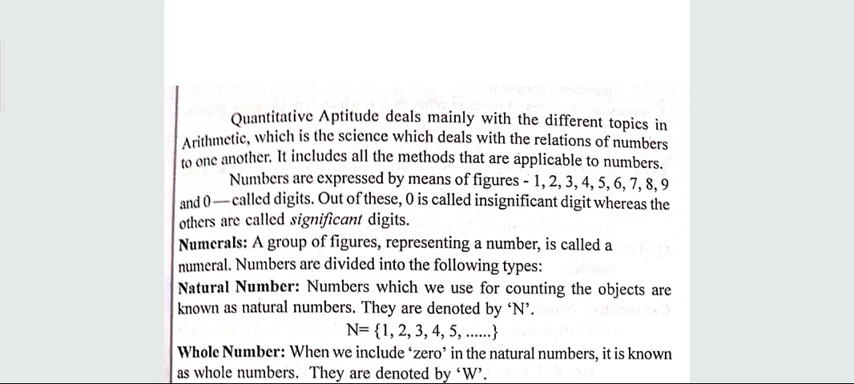 Quantitative Aptitude deals mainly with the different topics in
Arithmetic, which is the science which deals with the relations of numbers
to one another. It includes all the methods that are applicable to numbers.
Numbers are expressed by means of figures - 1, 2, 3, 4, 5, 6, 7, 8, 9
and 0 — called digits. Out of these, 0 is called insignificant digit whereas the
others are called significant digits.
Numerals: A group of figures, representing a number, is called a
numeral. Numbers are divided into the following types:
Natural Number: Numbers which we use for counting the objects are
known as natural numbers. They are denoted by ‘N’.
N= {1, 2, 3, 4, 5, ......}
Whole Number: When we include ‘zero’ in the natural numbers, it is known
as whole numbers. They are denoted by ‘W’.